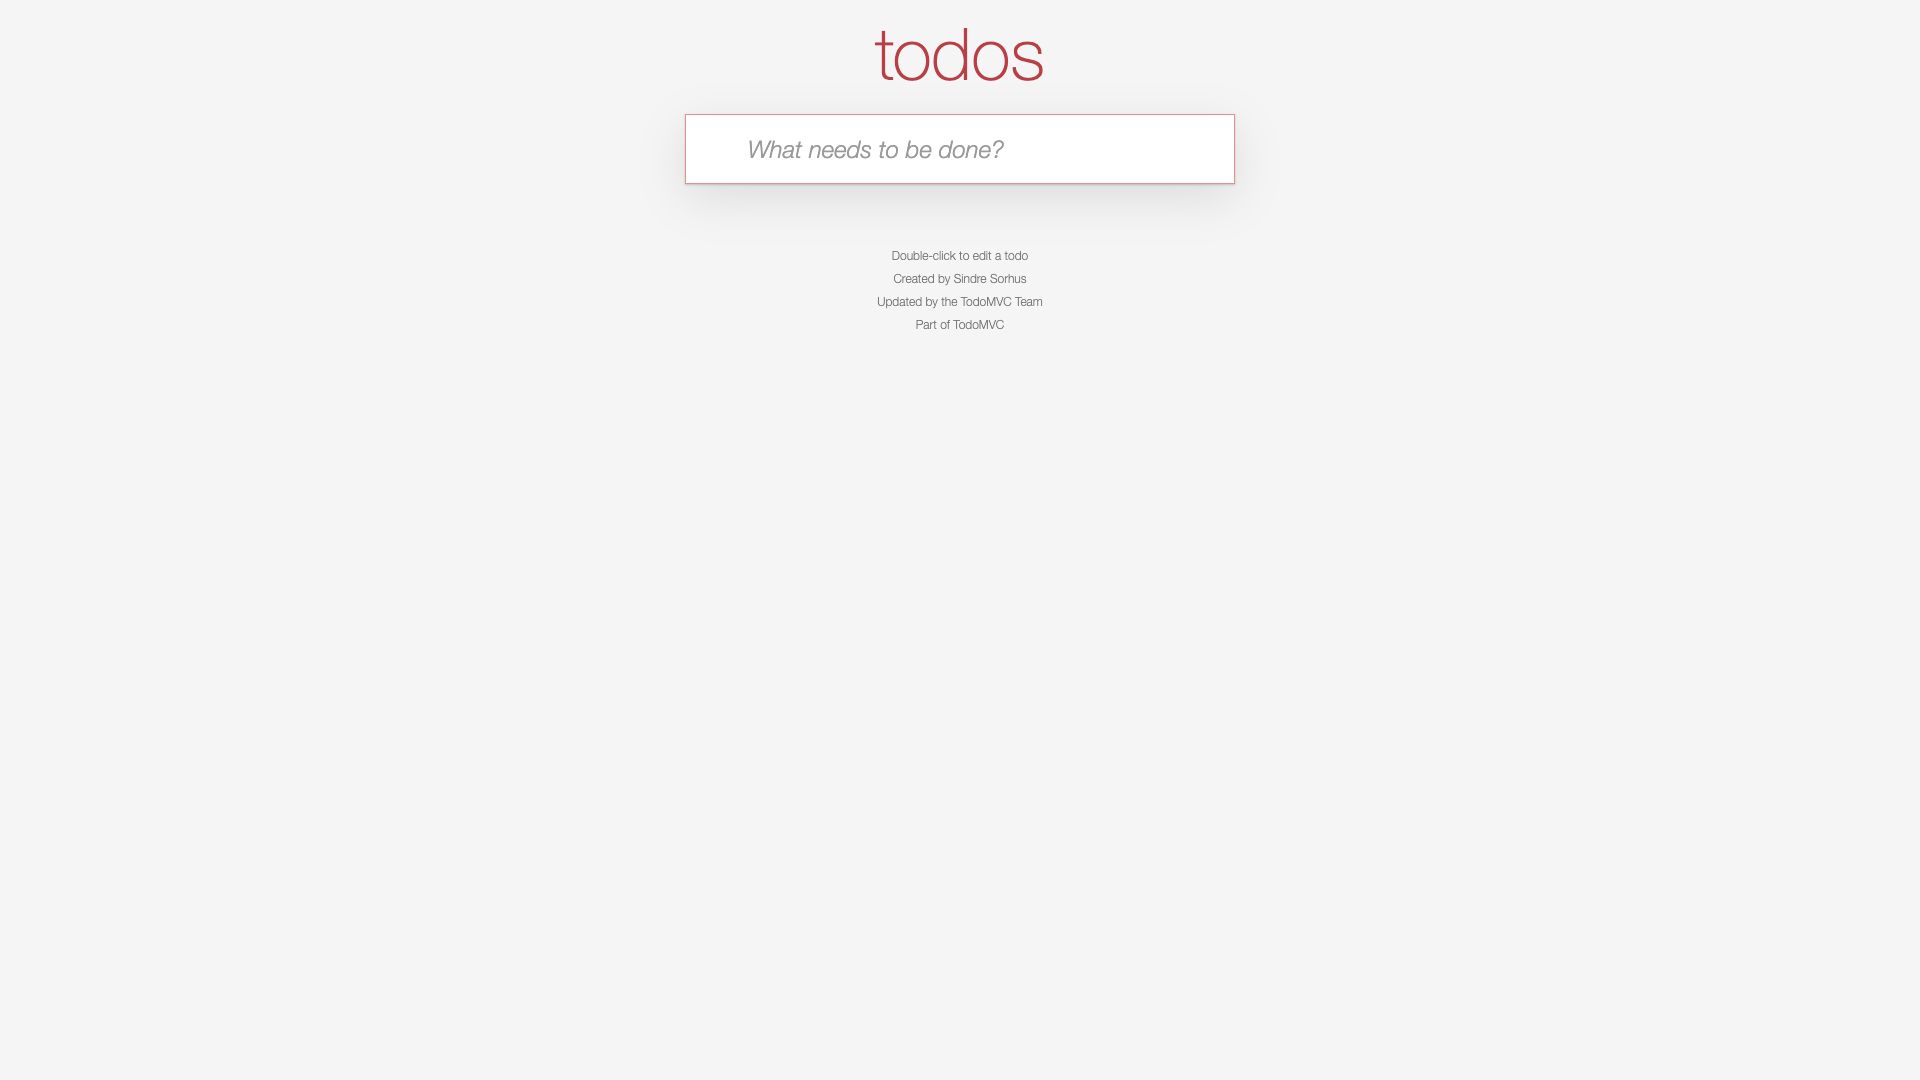 todos
What needs to be done?
Double-click to edit a todo
Created by Sindre Sorhus
Updated by the TodoMVC Team
Part of TodoMVC